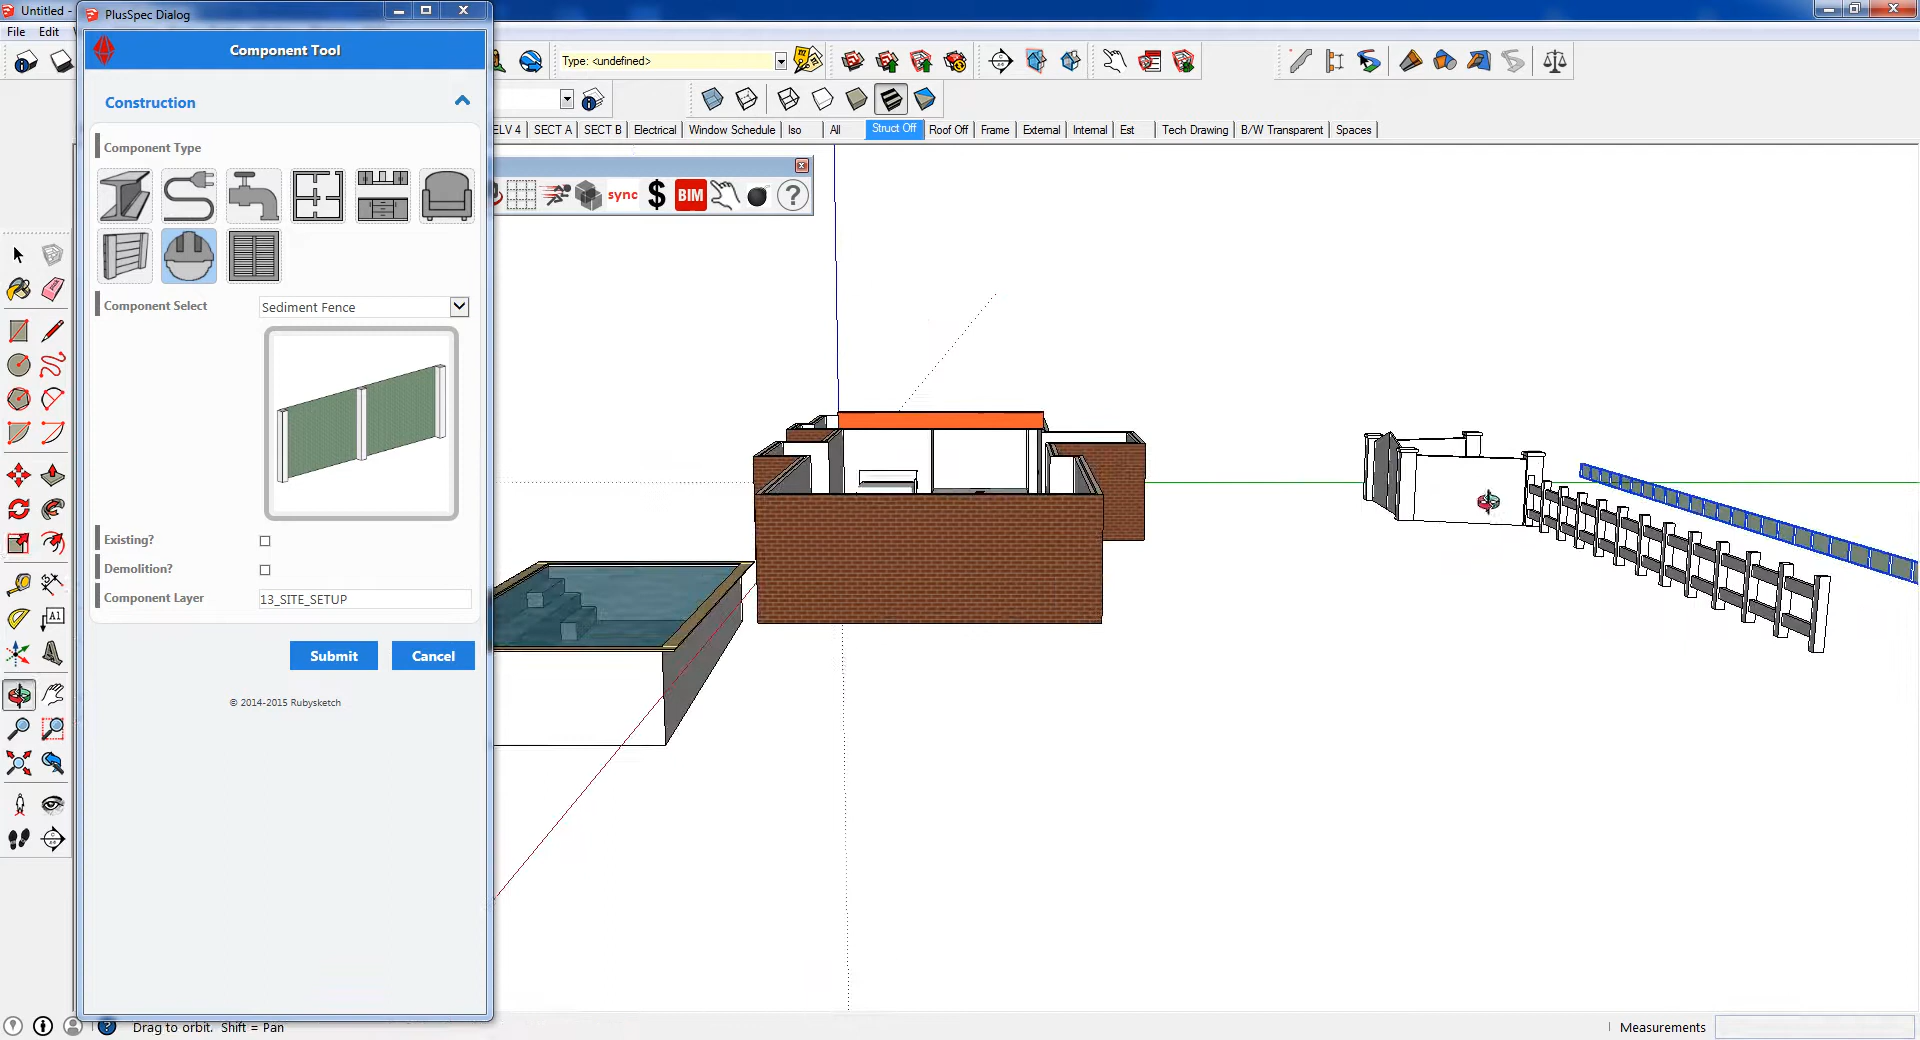 Untitled -
PlusSpec Dialog
File Edit
Component Tool
Type: <undefined>
Construction
ELV 4 SECT A SECT B Electrical Window Schedule Iso All Struct Off Roof Off Frame External Internal Est Tech Drawing B/W Transparent Spaces
Component Type
sync $ BIM ?
Component Select
Sediment Fence
Existing?
Demolition?
Component Layer
13_SITE_SETUP
A1
Submit Cancel
© 2014-2015 Rubysketch
Drag to orbit. Shift = Pan
Measurements